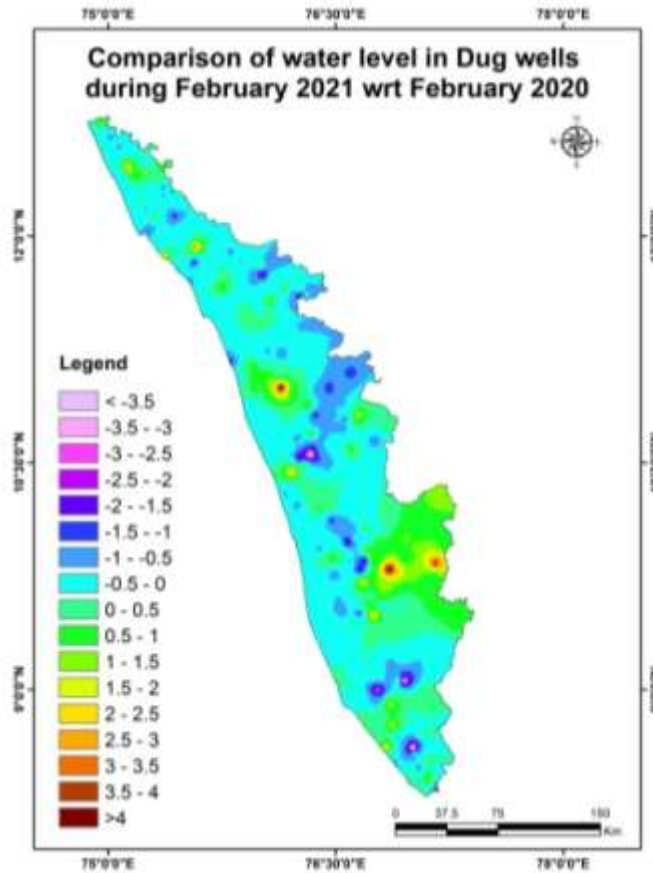 75°0'0"E 76°30'0"E 78°0'0"E
Comparison of water level in Dug wells
during February 2021 wrt February 2020
12°0'0"N
10°30'0"N
9°0'0"N
Legend
< -3.5
-3.5 - -3
-3 - -2.5
-2.5 - -2
-2 - -1.5
-1.5 - -1
-1 - -0.5
-0.5 - 0
0 - 0.5
0.5 - 1
1 - 1.5
1.5 - 2
2 - 2.5
2.5 - 3
3 - 3.5
3.5 - 4
>4
0 37.5 75 150
Km
75°0'0"E 76°30'0"E 78°0'0"E